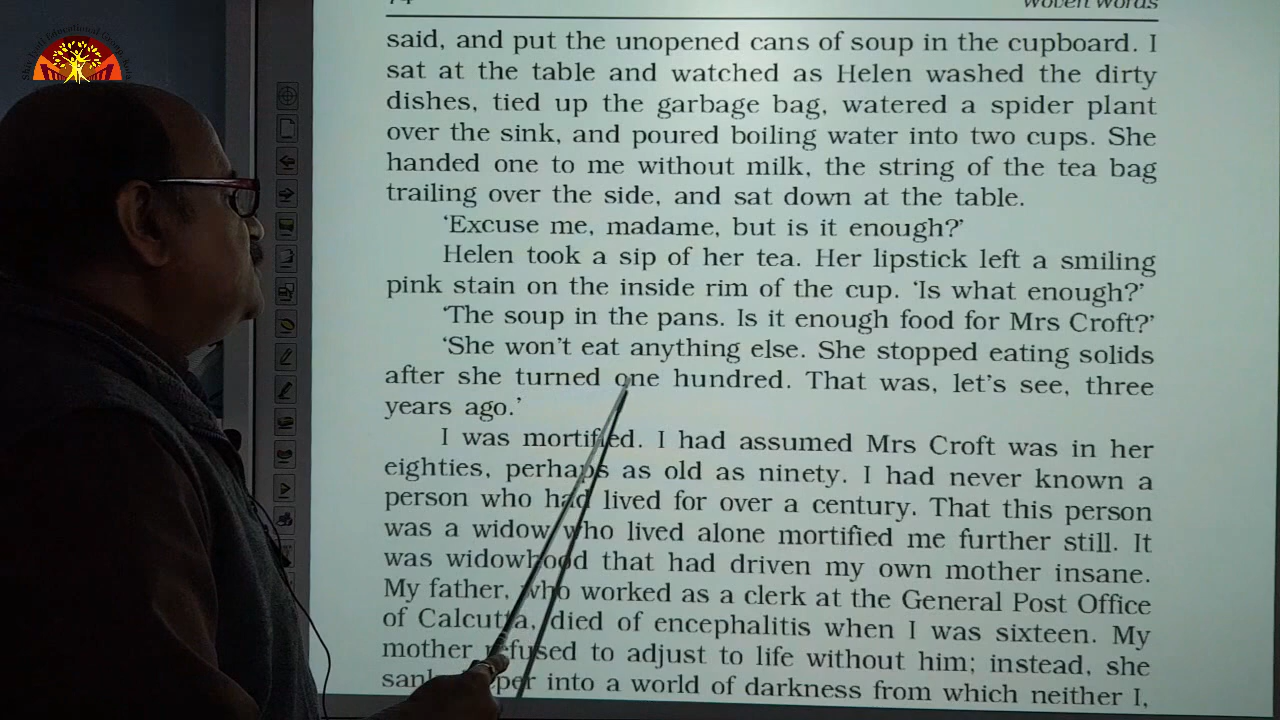 Woven Words
said, and put the unopened cans of soup in the cupboard. I
sat at the table and watched as Helen washed the dirty
dishes, tied up the garbage bag, watered a spider plant
over the sink, and poured boiling water into two cups. She
handed one to me without milk, the string of the tea bag
trailing over the side, and sat down at the table.
‘Excuse me, madame, but is it enough?’
Helen took a sip of her tea. Her lipstick left a smiling
pink stain on the inside rim of the cup. ‘Is what enough?’
‘The soup in the pans. Is it enough food for Mrs Croft?’
‘She won’t eat anything else. She stopped eating solids
after she turned one hundred. That was, let’s see, three
years ago.’
I was mortified. I had assumed Mrs Croft was in her
eighties, perhaps as old as ninety. I had never known a
person who had lived for over a century. That this person
was a widow who lived alone mortified me further still. It
was widowhood that had driven my own mother insane.
My father, who worked as a clerk at the General Post Office
of Calcutta, died of encephalitis when I was sixteen. My
mother refused to adjust to life without him; instead, she
into a world of darkness from which neither I,